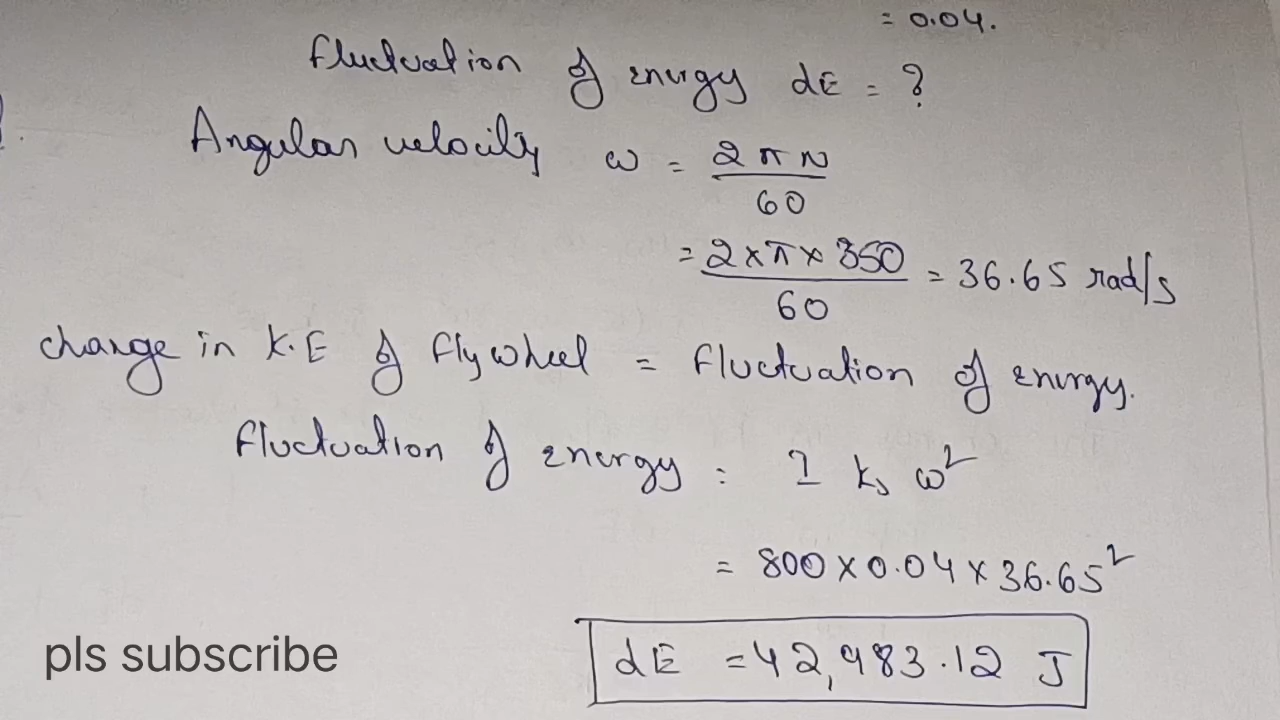 = 0.04.
Fluctuation of energy dE = ?
Angular velocity ω = 2πN
60
= 2×π×350 = 36.65 rad/s
60
change in K.E of flywheel = fluctuation of energy.
fluctuation of energy = I ks ω²
= 800×0.04×36.65²
dE = 42,983.12 J
pls subscribe